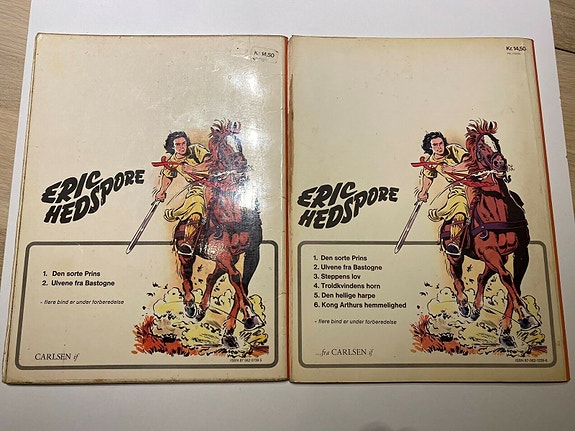 Kr. 14,50
ERIC
HEDSPORE
1. Den sorte Prins
2. Ulvene fra Bastogne
- flere bind er under forberedelse
CARLSEN if
Kr. 14,50
ERIC
HEDSPORE
1. Den sorte Prins
2. Ulvene fra Bastogne
3. Steppens lov
4. Troldkvindens horn
5. Den hellige harpe
6. Kong Arthurs hemmelighed
- flere bind er under forberedelse
...fra CARLSEN if